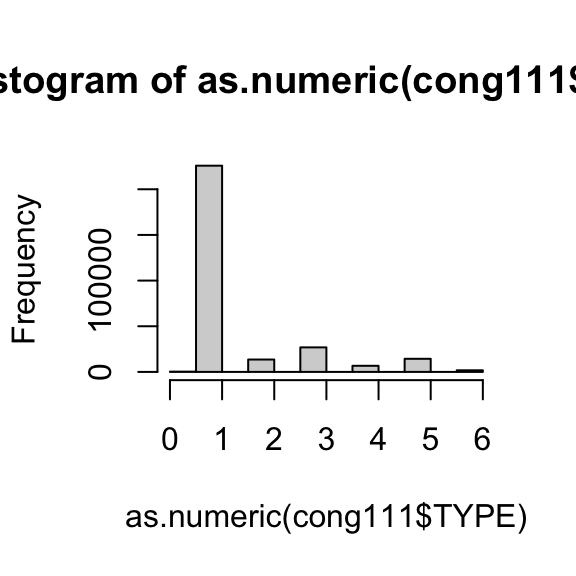 stogram of as.numeric(cong111$
Frequency
100000
0
0 1 2 3 4 5 6
as.numeric(cong111$TYPE)